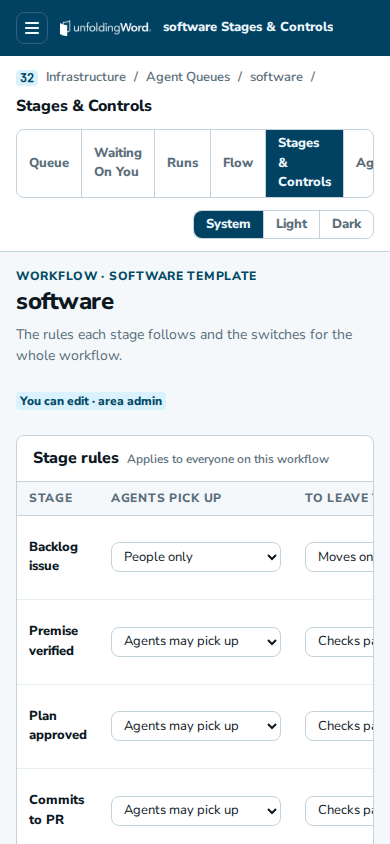 unfoldingWord. software Stages & Controls
32 Infrastructure / Agent Queues / software /
Stages & Controls
Queue
Waiting
On You
Runs
Flow
Stages
&
Controls
Ag
System Light Dark
WORKFLOW · SOFTWARE TEMPLATE
software
The rules each stage follows and the switches for the
whole workflow.
You can edit · area admin
Stage rules Applies to everyone on this workflow
STAGE AGENTS PICK UP TO LEAVE
Backlog
issue
People only
Moves on
Premise
verified
Agents may pick up
Checks pa
Plan
approved
Agents may pick up
Checks pa
Commits
to PR
Agents may pick up
Checks pa